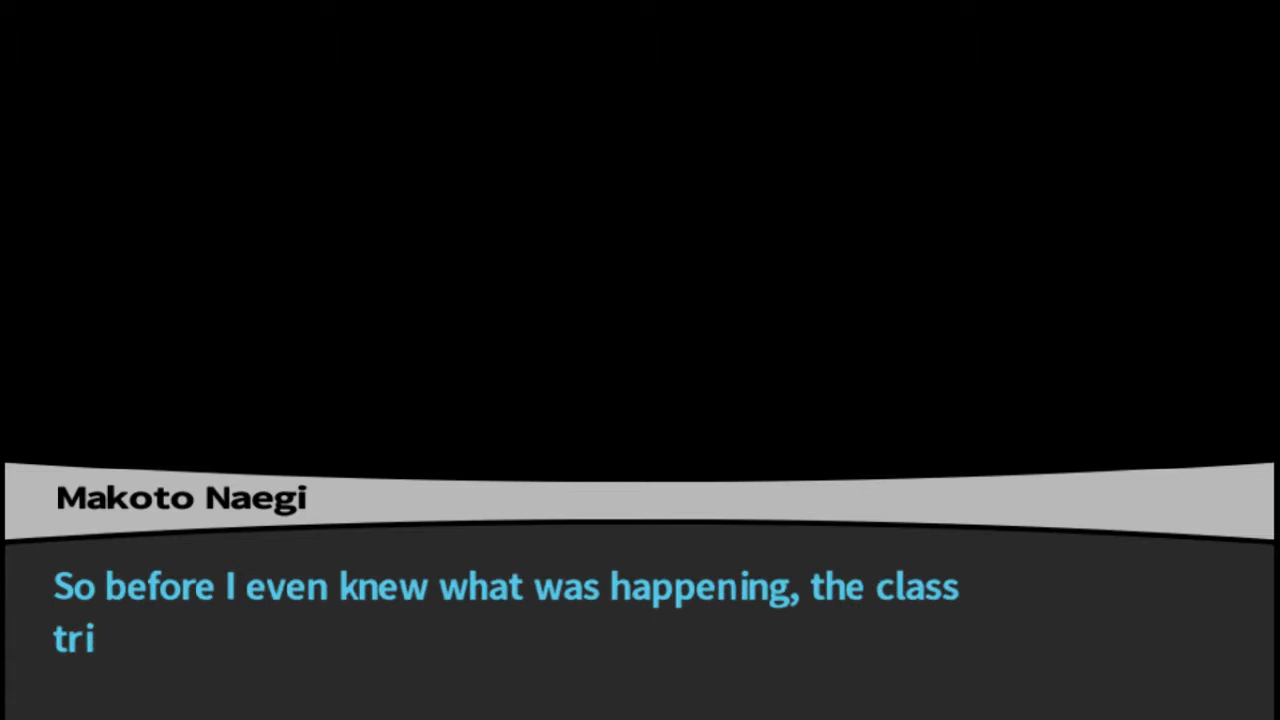 Makoto Naegi
So before I even knew what was happening, the class
tri